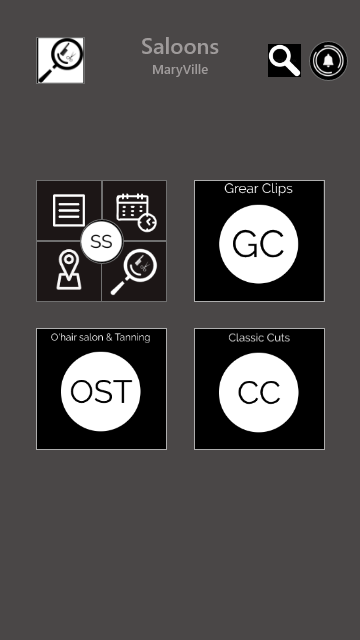 Saloons
MaryVille
SS
Grear Clips
GC
O'hair salon & Tanning
OST
Classic Cuts
CC